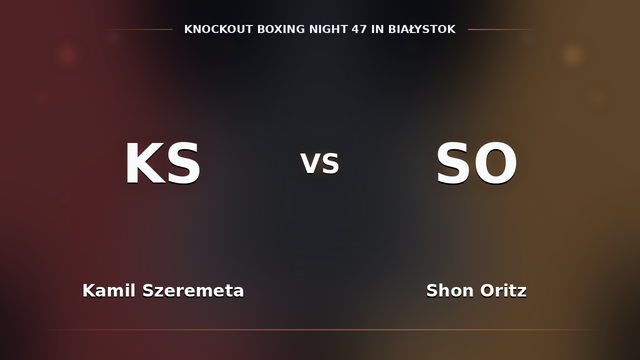 KNOCKOUT BOXING NIGHT 47 IN BIAŁYSTOK
KS
VS
SO
Kamil Szeremeta
Shon Oritz